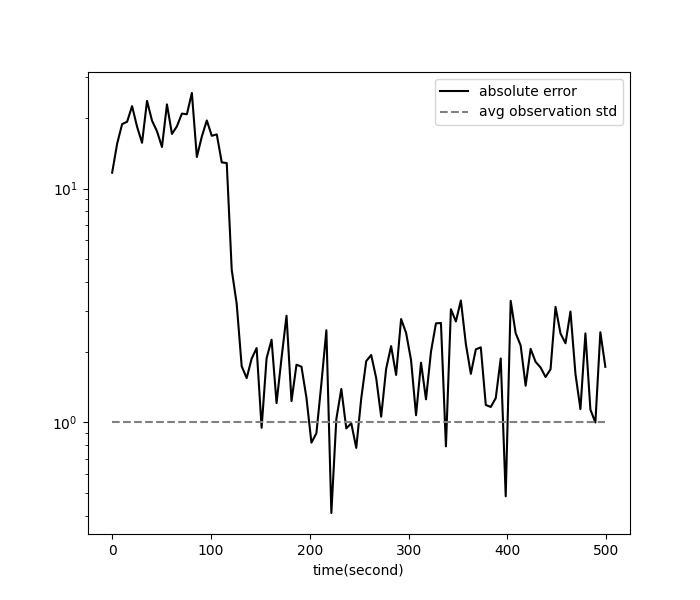 absolute error
avg observation std
10¹
10⁰
0 100 200 300 400 500
time(second)